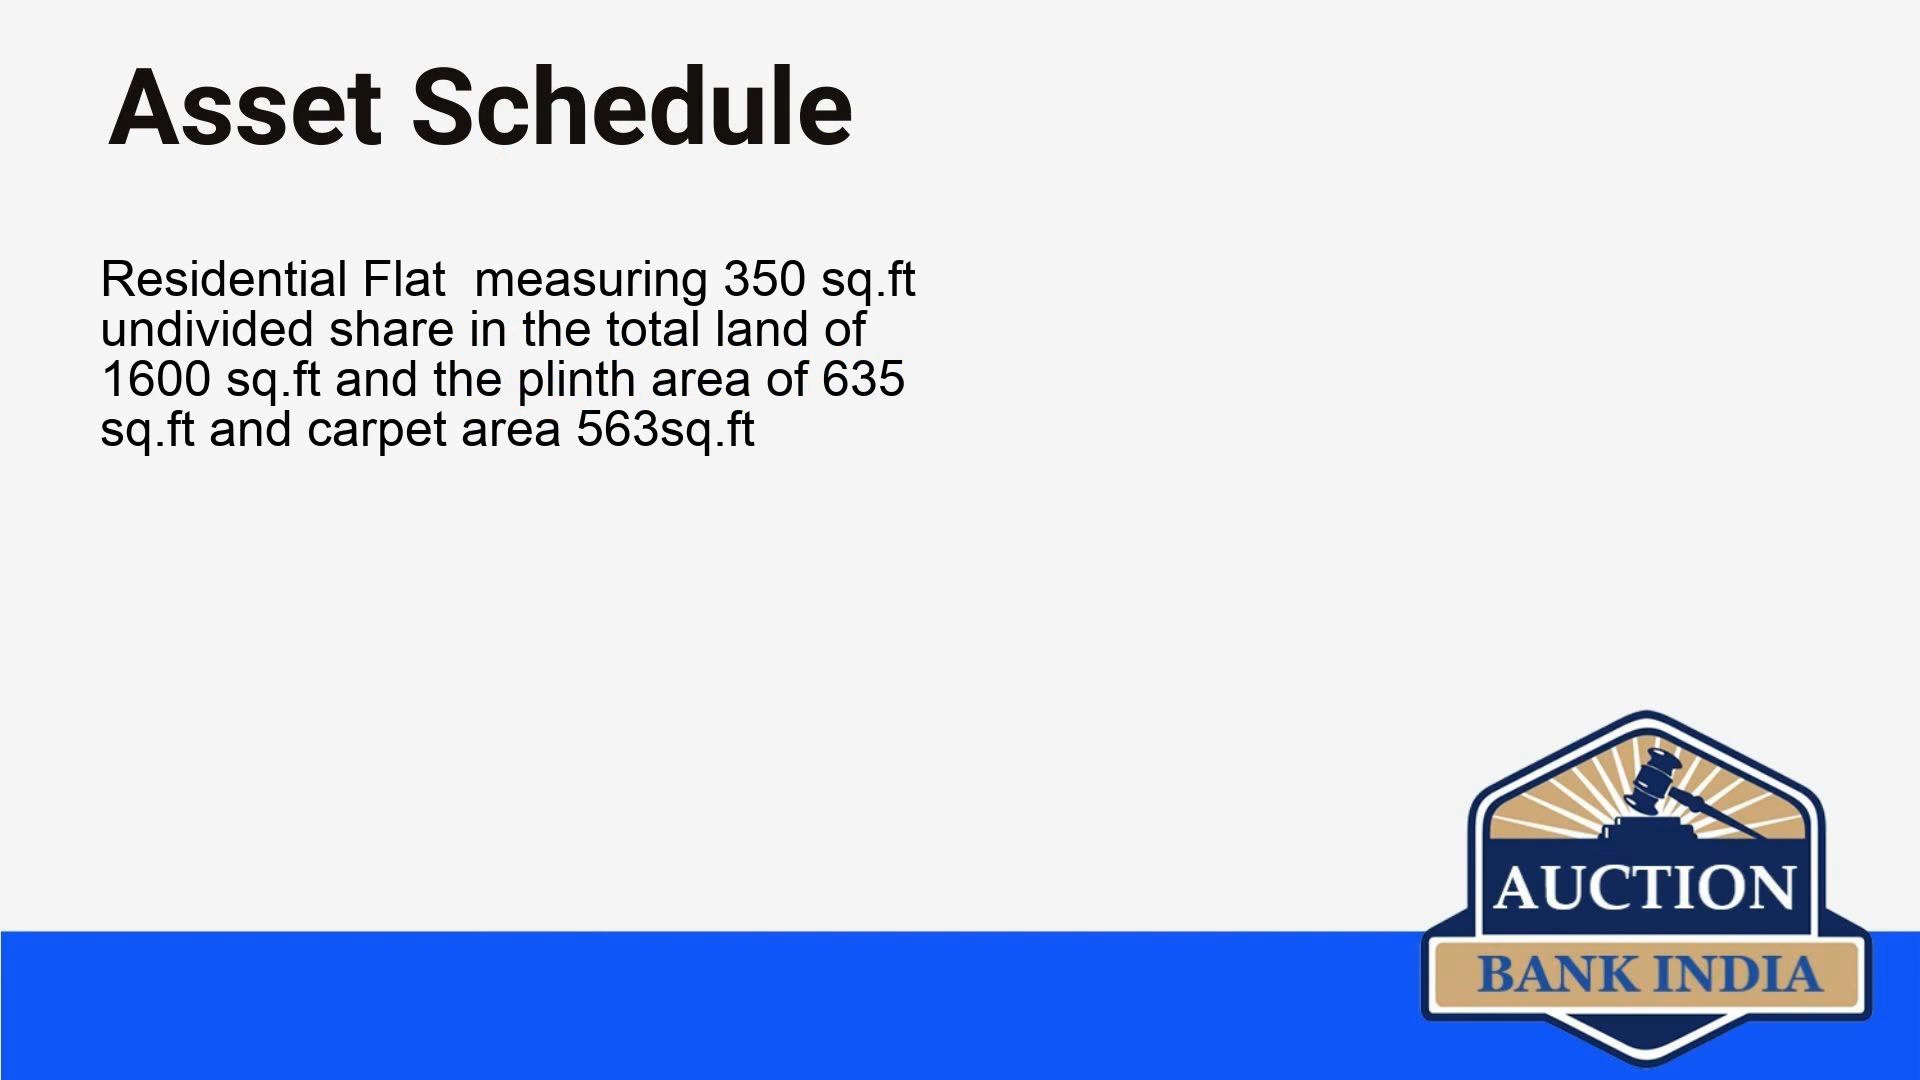 Asset Schedule
Residential Flat  measuring 350 sq.ft
undivided share in the total land of
1600 sq.ft and the plinth area of 635
sq.ft and carpet area 563sq.ft
AUCTION
BANK INDIA